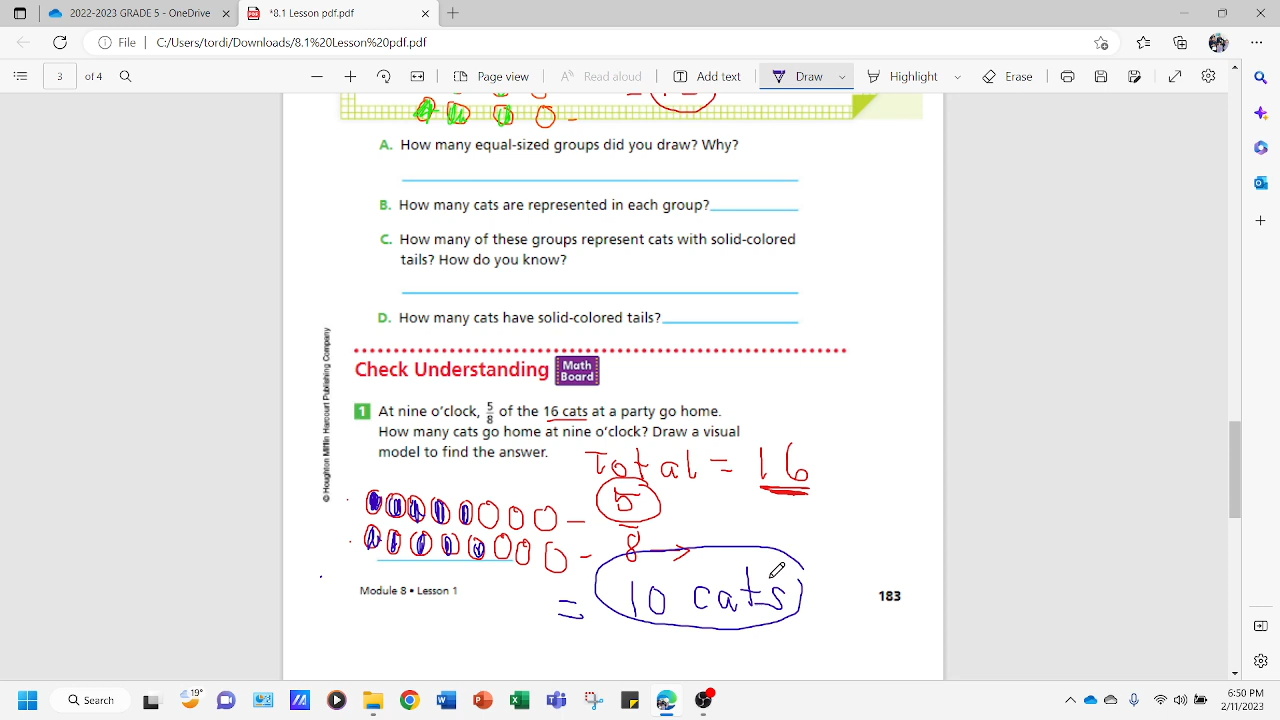 2022-2023 GRADE 5 - OneDrive
*8.1 Lesson pdf.pdf
File C:/Users/tordi/Downloads/8.1%20Lesson%20pdf.pdf
3 of 4
Page view
Read aloud
Add text
Draw
Highlight
Erase
A. How many equal-sized groups did you draw? Why?
B. How many cats are represented in each group?
C. How many of these groups represent cats with solid-colored
tails? How do you know?
D. How many cats have solid-colored tails?
Check Understanding
Math
Board
1 At nine o'clock, 5/8 of the 16 cats at a party go home.
How many cats go home at nine o'clock? Draw a visual
model to find the answer.
Total = 16
5
8
= 10 cats
© Houghton Mifflin Harcourt Publishing Company
Module 8 • Lesson 1
183
Search
19°
6:50 PM
2/1/2023